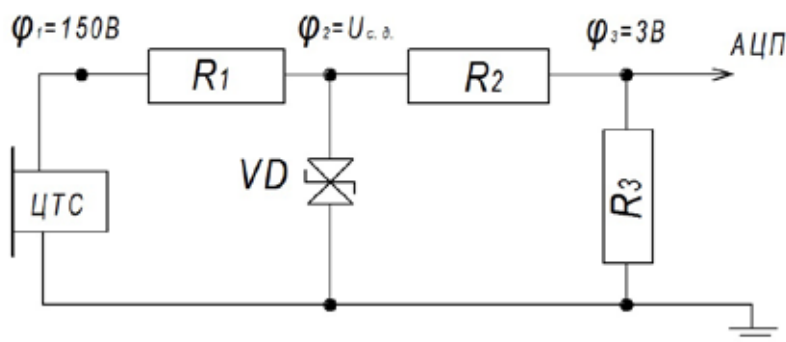 φ₁=150В
φ₂=Uс.д.
φ₃=3В
АЦП
R1
R2
VD
ЦТС
R3